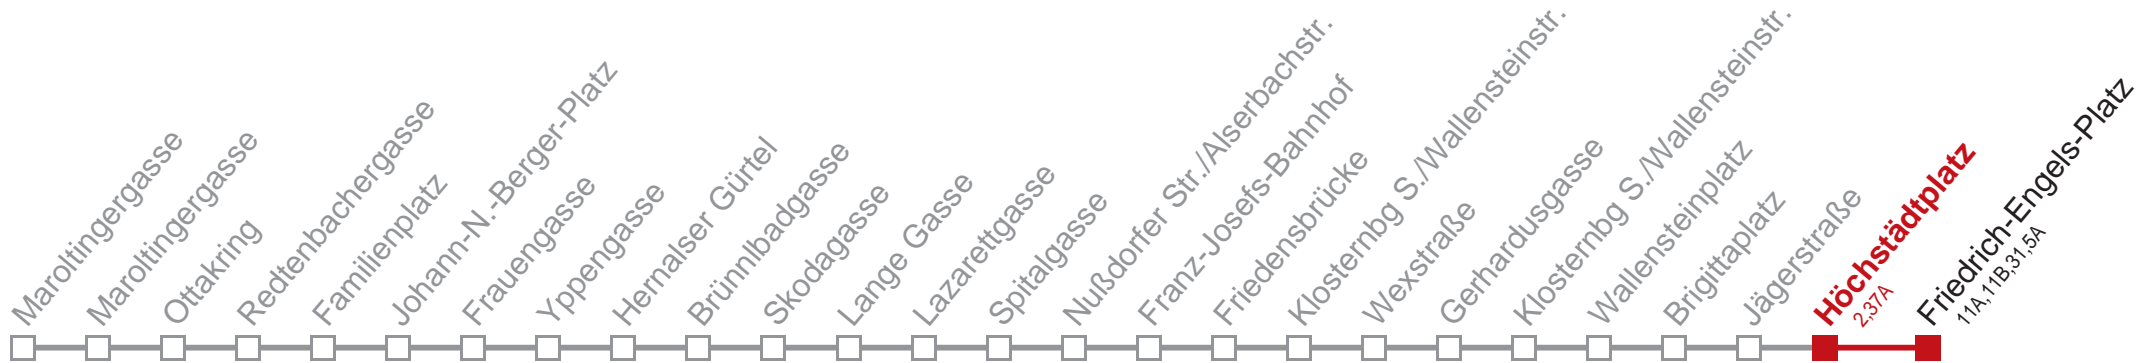 Maroltingergasse
Maroltingergasse
Ottakring
Redtenbachergasse
Familienplatz
Johann-N.-Berger-Platz
Frauengasse
Yppengasse
Hernalser Gürtel
Brünnlbadgasse
Skodagasse
Lange Gasse
Lazarettgasse
Spitalgasse
Nußdorfer Str./Alserbachstr.
Franz-Josefs-Bahnhof
Friedensbrücke
Klosternbg S./Wallensteinstr.
Wexstraße
Gerhardusgasse
Klosternbg S./Wallensteinstr.
Wallensteinplatz
Brigittaplatz
Jägerstraße
Höchstädtplatz
2,37A
Friedrich-Engels-Platz
11A,11B,31,5A